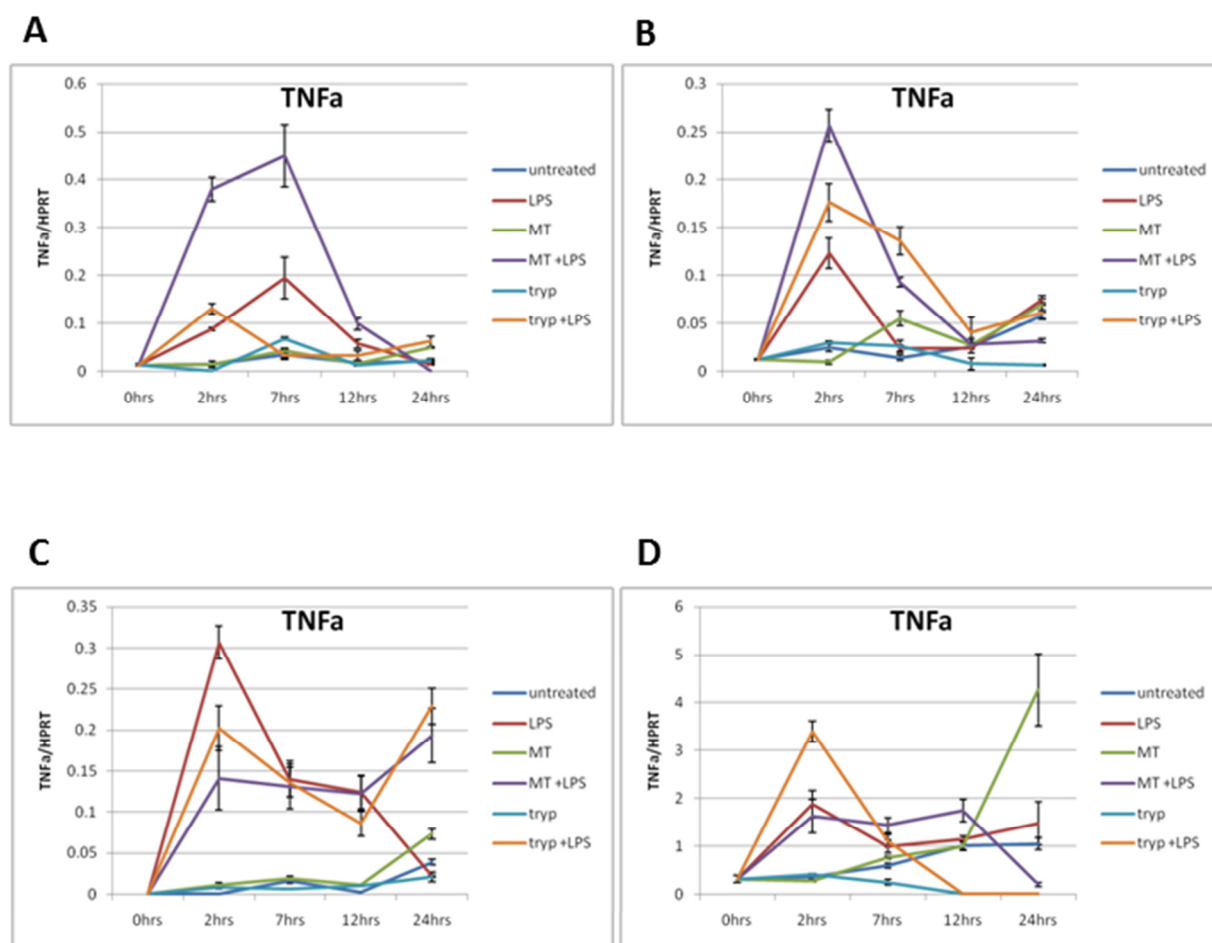 A
TNFa
0.6
0.5
0.4
0.3
0.2
0.1
0
TNFa/HPRT
0hrs 2hrs 7hrs 12hrs 24hrs
untreated
LPS
MT
MT +LPS
tryp
tryp +LPS
B
TNFa
0.3
0.25
0.2
0.15
0.1
0.05
0
TNFa/HPRT
0hrs 2hrs 7hrs 12hrs 24hrs
untreated
LPS
MT
MT +LPS
tryp
tryp +LPS
C
TNFa
0.35
0.3
0.25
0.2
0.15
0.1
0.05
0
TNFa/HPRT
0hrs 2hrs 7hrs 12hrs 24hrs
untreated
LPS
MT
MT +LPS
tryp
tryp +LPS
D
TNFa
6
5
4
3
2
1
0
TNFa/HPRT
0hrs 2hrs 7hrs 12hrs 24hrs
untreated
LPS
MT
MT +LPS
tryp
tryp +LPS